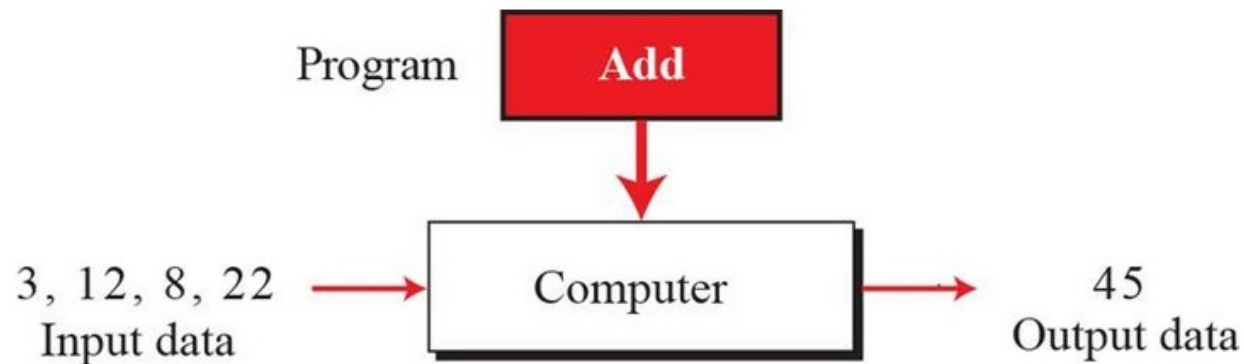 Program
Add
3, 12, 8, 22
Input data
Computer
45
Output data